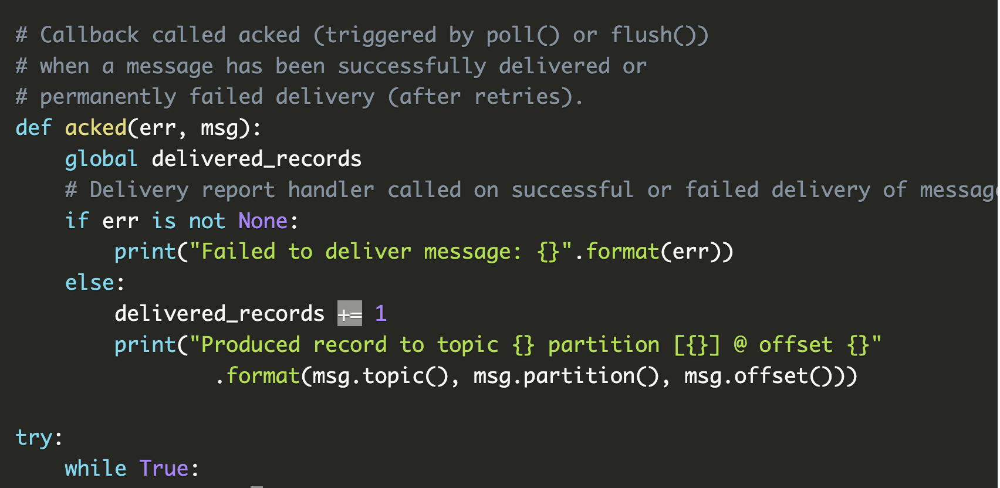 # Callback called acked (triggered by poll() or flush())
# when a message has been successfully delivered or
# permanently failed delivery (after retries).
def acked(err, msg):
    global delivered_records
    # Delivery report handler called on successful or failed delivery of message
    if err is not None:
        print("Failed to deliver message: {}".format(err))
    else:
        delivered_records += 1
        print("Produced record to topic {} partition [{}] @ offset {}"
                .format(msg.topic(), msg.partition(), msg.offset()))

try:
    while True: